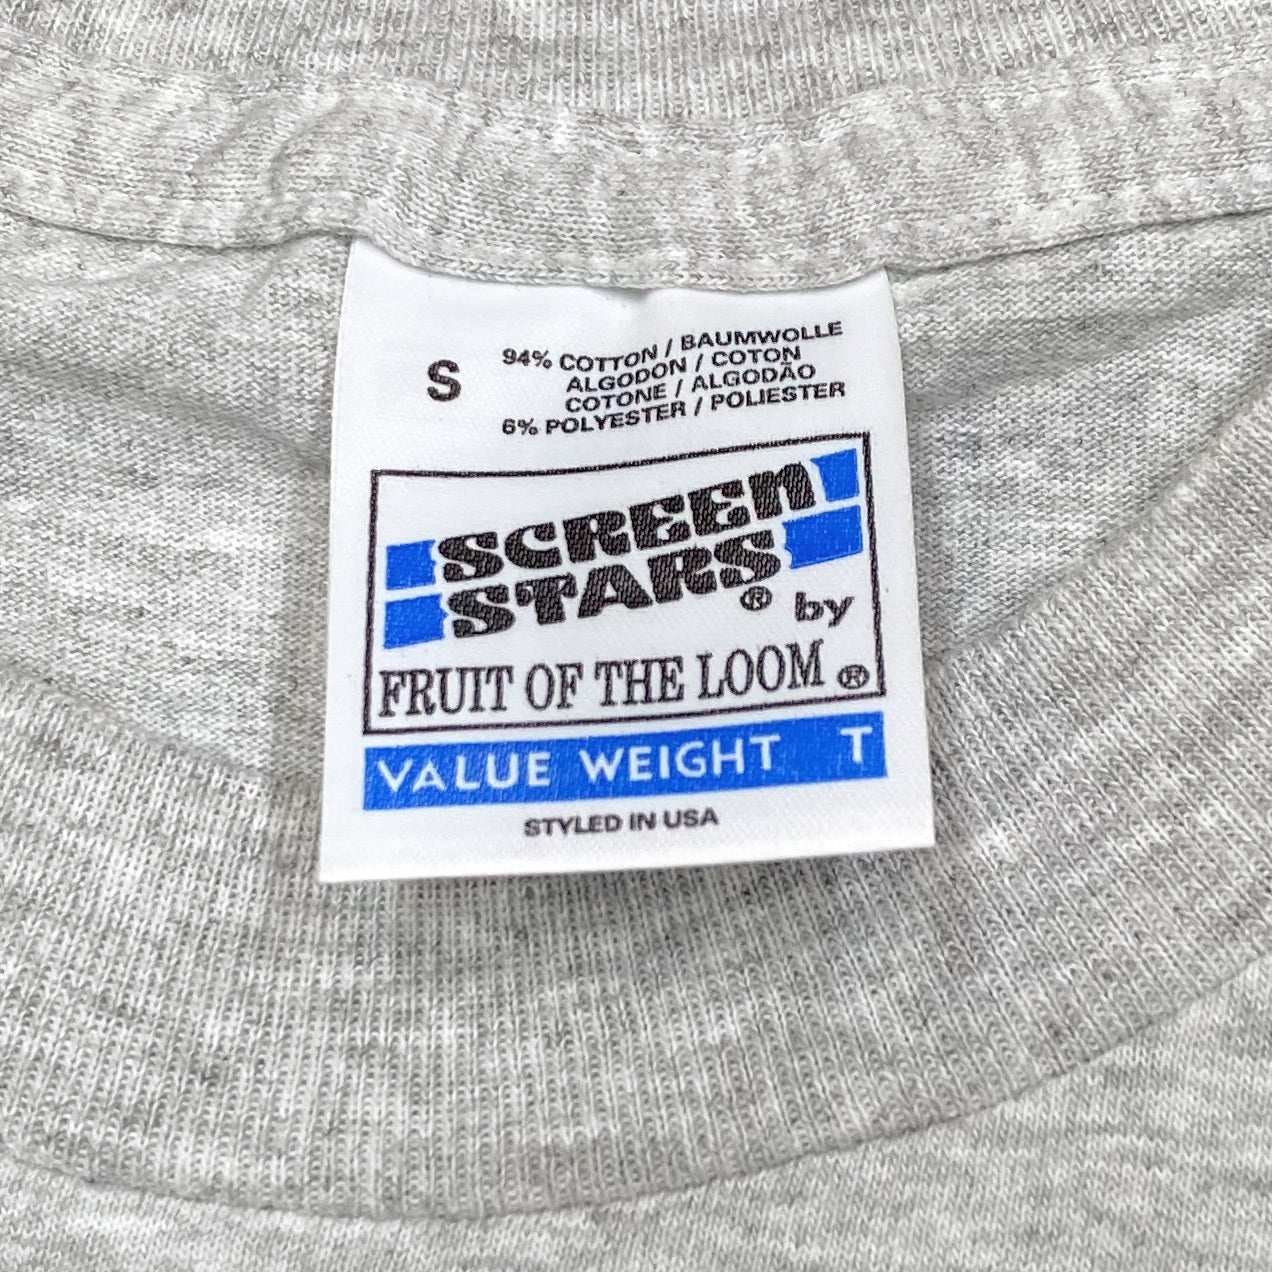 S
94% COTTON / BAUMWOLLE
ALGODON / COTON
COTONE / ALGODÃO
6% POLYESTER / POLIESTER
SCREEN
STARS® by
FRUIT OF THE LOOM®
VALUE WEIGHT T
STYLED IN USA